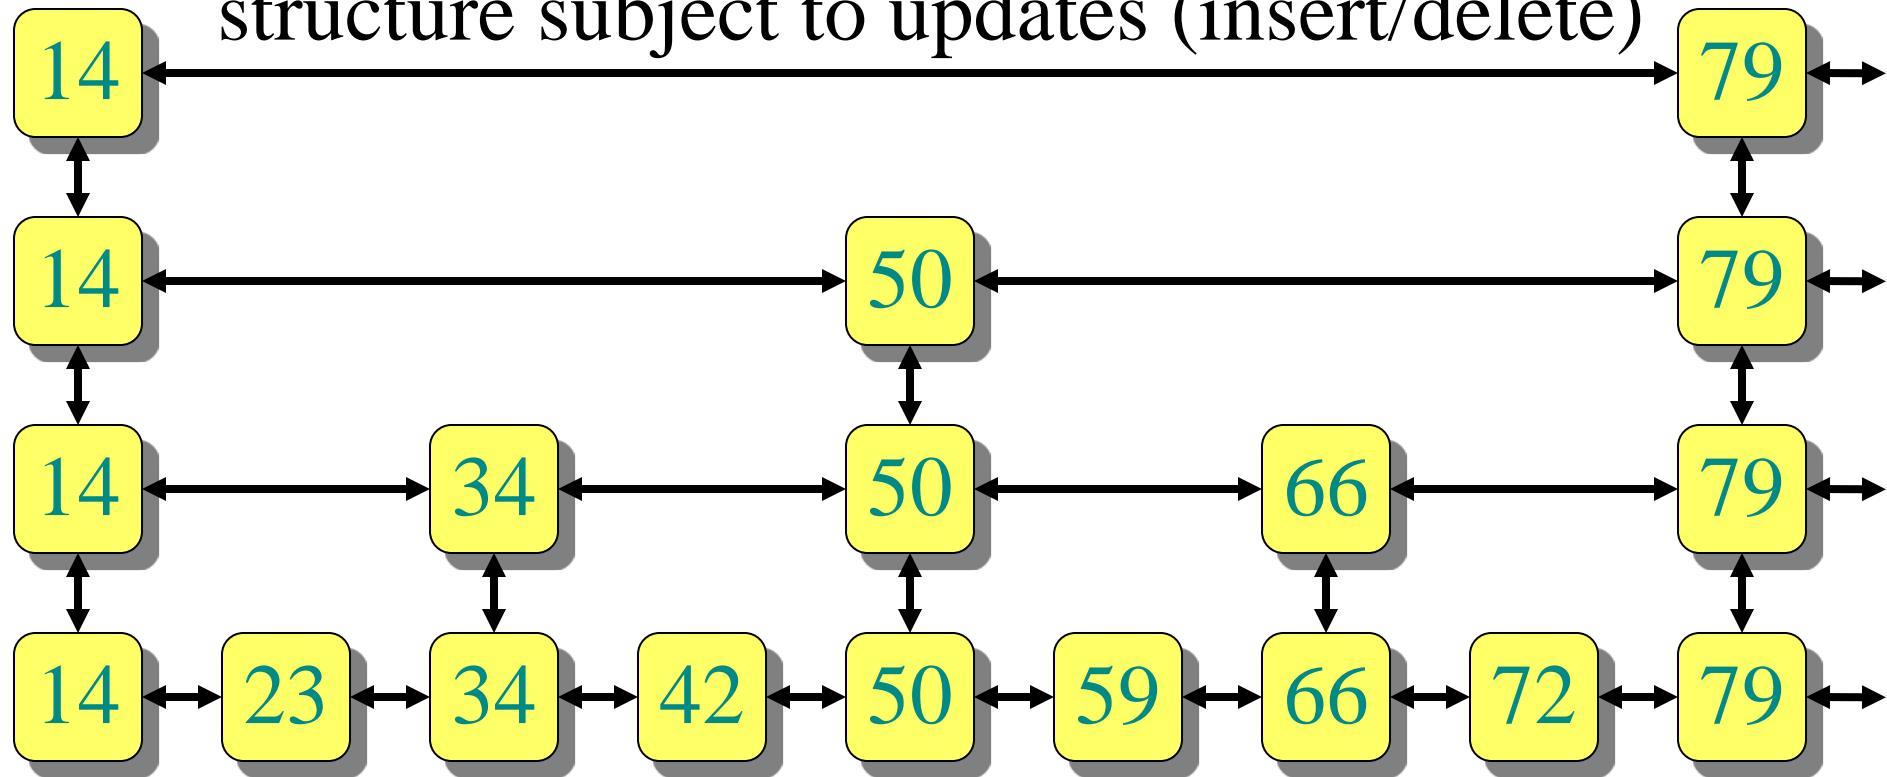 structure subject to updates (insert/delete)
14 79
14 50 79
14 34 50 66 79
14 23 34 42 50 59 66 72 79